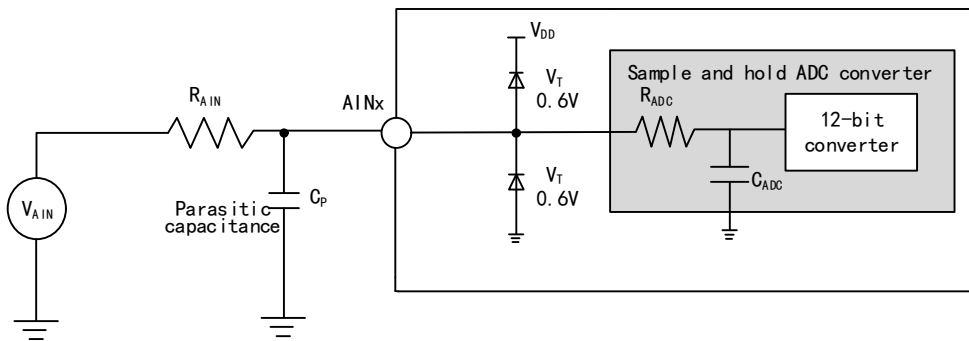 V_DD
Sample and hold ADC converter
V_T
0.6V
R_ADC
R_AIN
AINx
12-bit
converter
V_T
0.6V
C_ADC
C_P
V_AIN
Parasitic
capacitance